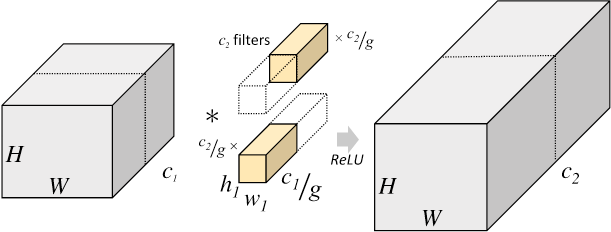 c₂ filters
× c₂/g
H
W
c₁
*
c₂/g ×
h₁ w₁ c₁/g
ReLU
H
W
c₂